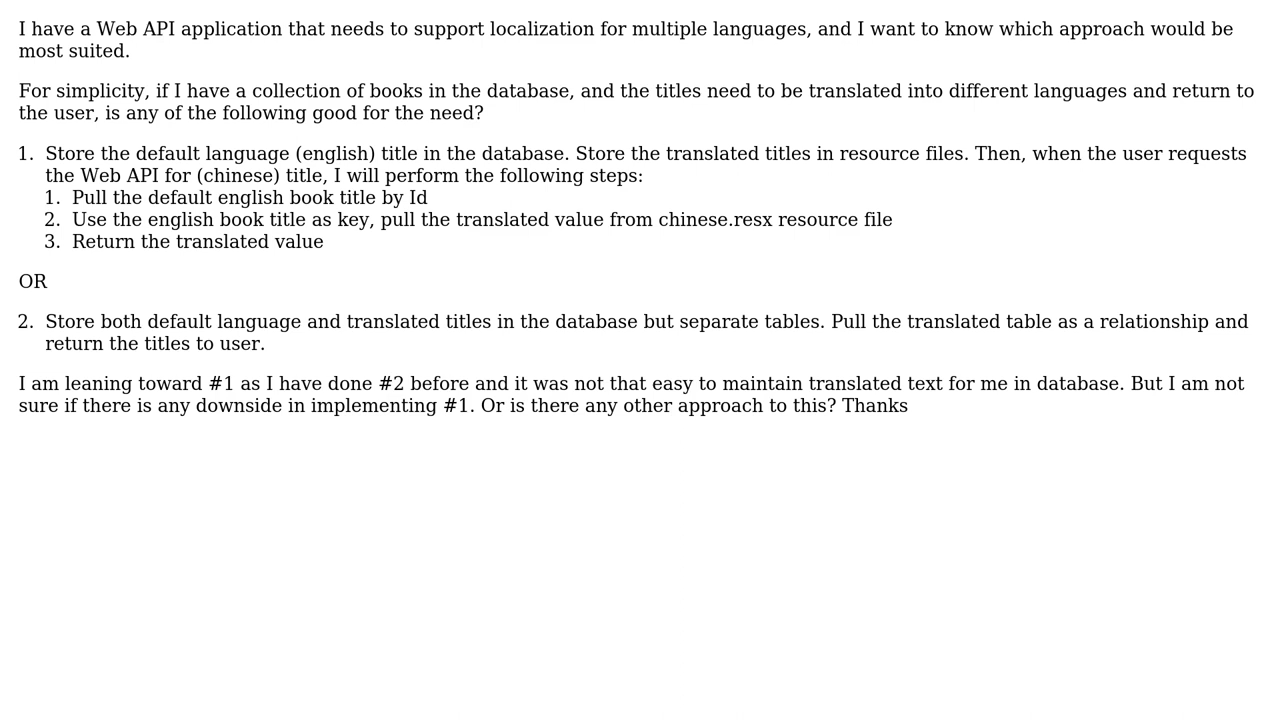 I have a Web API application that needs to support localization for multiple languages, and I want to know which approach would be
most suited.
For simplicity, if I have a collection of books in the database, and the titles need to be translated into different languages and return to
the user, is any of the following good for the need?
1. Store the default language (english) title in the database. Store the translated titles in resource files. Then, when the user requests
the Web API for (chinese) title, I will perform the following steps:
1. Pull the default english book title by Id
2. Use the english book title as key, pull the translated value from chinese.resx resource file
3. Return the translated value
OR
2. Store both default language and translated titles in the database but separate tables. Pull the translated table as a relationship and
return the titles to user.
I am leaning toward #1 as I have done #2 before and it was not that easy to maintain translated text for me in database. But I am not
sure if there is any downside in implementing #1. Or is there any other approach to this? Thanks